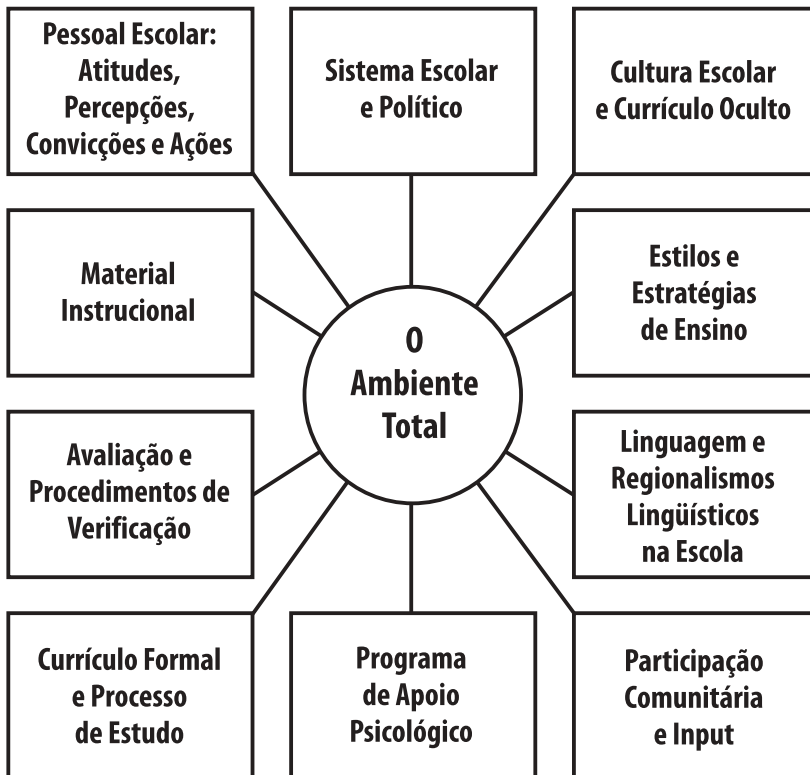 Pessoal Escolar:
Atitudes,
Percepções,
Convicções e Ações
Sistema Escolar
e Político
Cultura Escolar
e Currículo Oculto
Material
Instrucional
Estilos e
Estratégias
de Ensino
O
Ambiente
Total
Avaliação e
Procedimentos de
Verificação
Linguagem e
Regionalismos
Lingüísticos
na Escola
Currículo Formal
e Processo
de Estudo
Programa
de Apoio
Psicológico
Participação
Comunitária
e Input